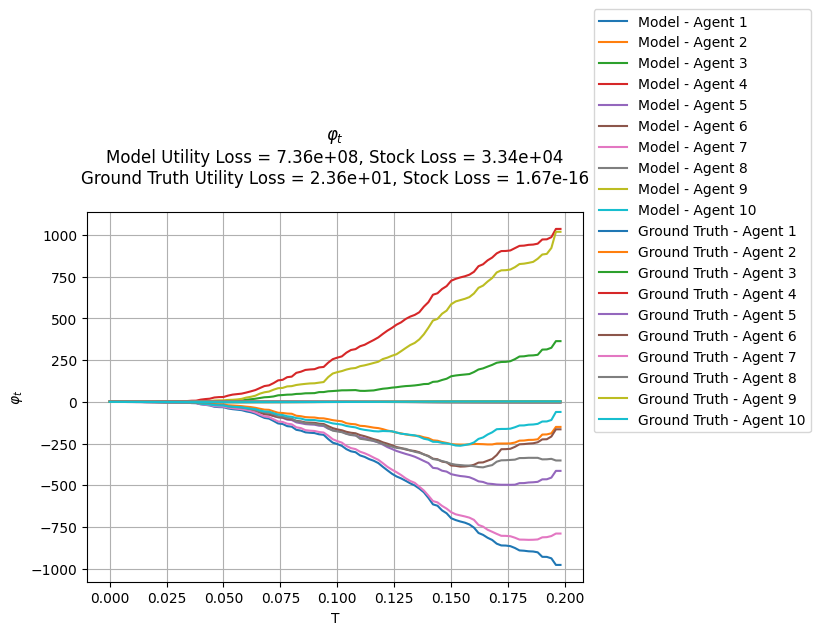 φt
Model Utility Loss = 7.36e+08, Stock Loss = 3.34e+04
Ground Truth Utility Loss = 2.36e+01, Stock Loss = 1.67e-16
Model - Agent 1
Model - Agent 2
Model - Agent 3
Model - Agent 4
Model - Agent 5
Model - Agent 6
Model - Agent 7
Model - Agent 8
Model - Agent 9
Model - Agent 10
Ground Truth - Agent 1
Ground Truth - Agent 2
Ground Truth - Agent 3
Ground Truth - Agent 4
Ground Truth - Agent 5
Ground Truth - Agent 6
Ground Truth - Agent 7
Ground Truth - Agent 8
Ground Truth - Agent 9
Ground Truth - Agent 10
φt
1000
750
500
250
0
−250
−500
−750
−1000
0.000 0.025 0.050 0.075 0.100 0.125 0.150 0.175 0.200
T